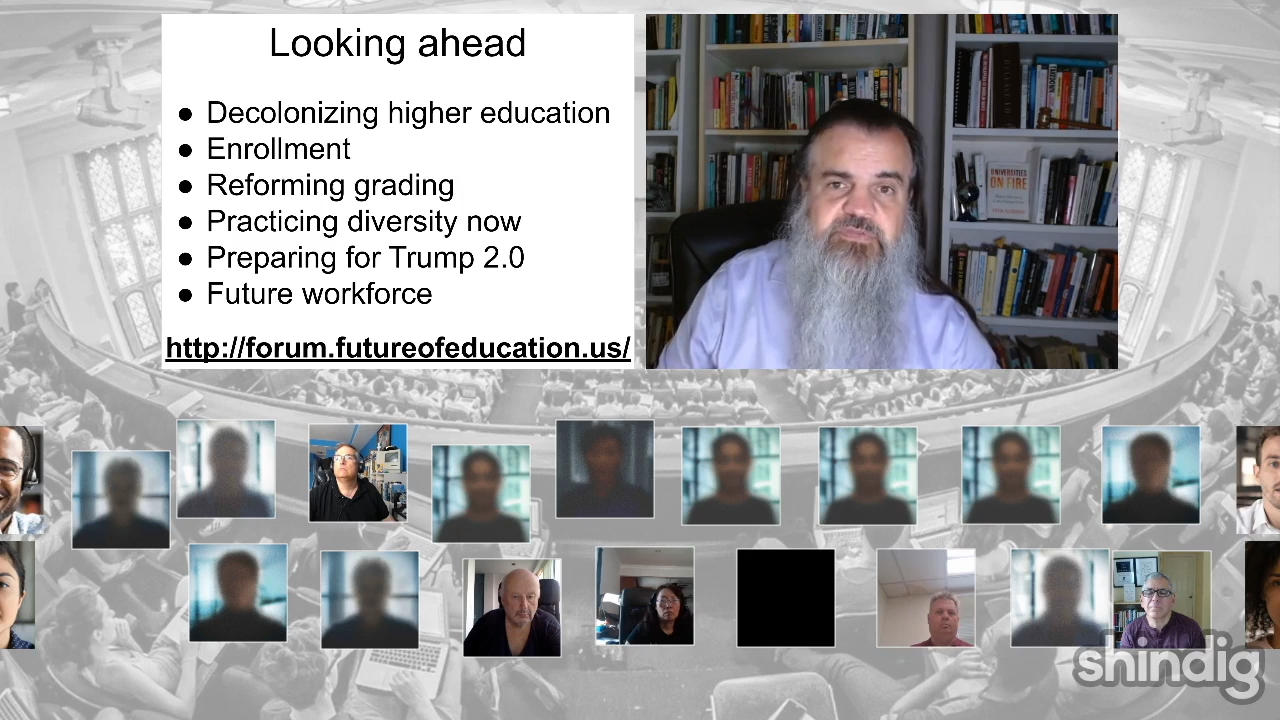 Looking ahead
● Decolonizing higher education
● Enrollment
● Reforming grading
● Practicing diversity now
● Preparing for Trump 2.0
● Future workforce
http://forum.futureofeducation.us/
UNIVERSITIES
ON FIRE
shindig